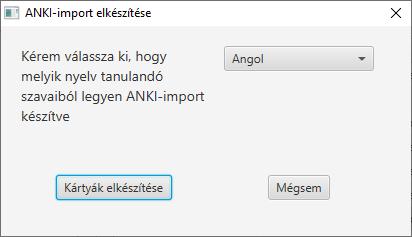 ANKI-import elkészítése
Kérem válassza ki, hogy
melyik nyelv tanulandó
szavaiból legyen ANKI-import
készítve
Angol
Kártyák elkészítése
Mégsem